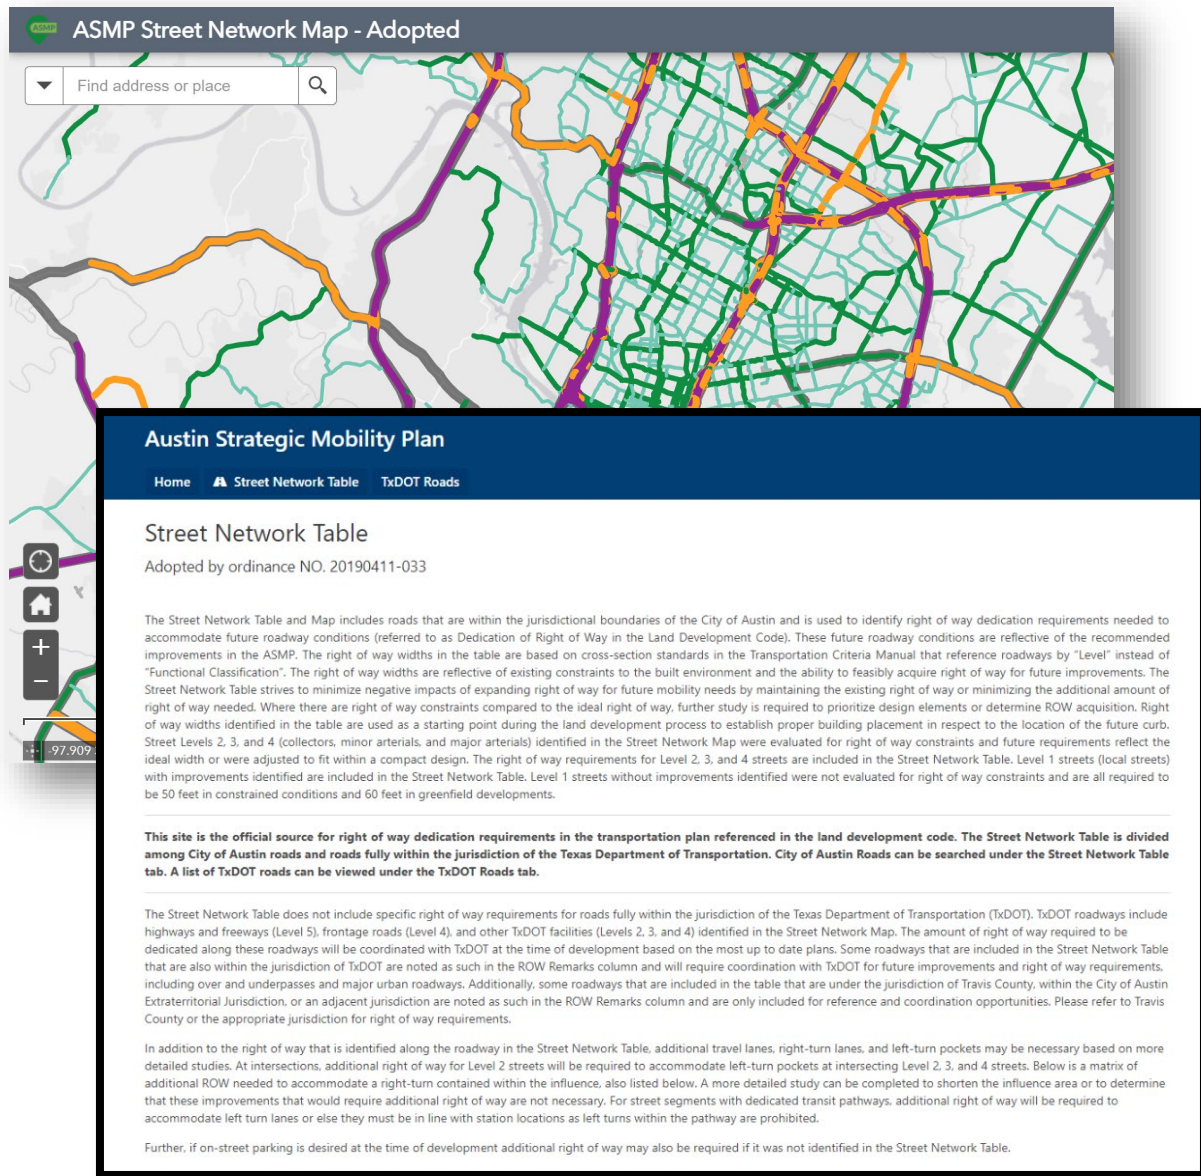 ASMP
ASMP Street Network Map - Adopted
Find address or place
+
−
-97.909
Austin Strategic Mobility Plan
Home Street Network Table TxDOT Roads
Street Network Table
Adopted by ordinance NO. 20190411-033
The Street Network Table and Map includes roads that are within the jurisdictional boundaries of the City of Austin and is used to identify right of way dedication requirements needed to
accommodate future roadway conditions (referred to as Dedication of Right of Way in the Land Development Code). These future roadway conditions are reflective of the recommended
improvements in the ASMP. The right of way widths in the table are based on cross-section standards in the Transportation Criteria Manual that reference roadways by "Level" instead of
"Functional Classification". The right of way widths are reflective of existing constraints to the built environment and the ability to feasibly acquire right of way for future improvements. The
Street Network Table strives to minimize negative impacts of expanding right of way for future mobility needs by maintaining the existing right of way or minimizing the additional amount of
right of way needed. Where there are right of way constraints compared to the ideal right of way, further study is required to prioritize design elements or determine ROW acquisition. Right
of way widths identified in the table are used as a starting point during the land development process to establish proper building placement in respect to the location of the future curb.
Street Levels 2, 3, and 4 (collectors, minor arterials, and major arterials) identified in the Street Network Map were evaluated for right of way constraints and future requirements reflect the
ideal width or were adjusted to fit within a compact design. The right of way requirements for Level 2, 3, and 4 streets are included in the Street Network Table. Level 1 streets (local streets)
with improvements identified are included in the Street Network Table. Level 1 streets without improvements identified were not evaluated for right of way constraints and are all required to
be 50 feet in constrained conditions and 60 feet in greenfield developments.
This site is the official source for right of way dedication requirements in the transportation plan referenced in the land development code. The Street Network Table is divided
among City of Austin roads and roads fully within the jurisdiction of the Texas Department of Transportation. City of Austin Roads can be searched under the Street Network Table
tab. A list of TxDOT roads can be viewed under the TxDOT Roads tab.
The Street Network Table does not include specific right of way requirements for roads fully within the jurisdiction of the Texas Department of Transportation (TxDOT). TxDOT roadways include
highways and freeways (Level 5), frontage roads (Level 4), and other TxDOT facilities (Levels 2, 3, and 4) identified in the Street Network Map. The amount of right of way required to be
dedicated along these roadways will be coordinated with TxDOT at the time of development based on the most up to date plans. Some roadways that are included in the Street Network Table
that are also within the jurisdiction of TxDOT are noted as such in the ROW Remarks column and will require coordination with TxDOT for future improvements and right of way requirements,
including over and underpasses and major urban roadways. Additionally, some roadways that are included in the table that are under the jurisdiction of Travis County, within the City of Austin
Extraterritorial Jurisdiction, or an adjacent jurisdiction are noted as such in the ROW Remarks column and are only included for reference and coordination opportunities. Please refer to Travis
County or the appropriate jurisdiction for right of way requirements.
In addition to the right of way that is identified along the roadway in the Street Network Table, additional travel lanes, right-turn lanes, and left-turn pockets may be necessary based on more
detailed studies. At intersections, additional right of way for Level 2 streets will be required to accommodate left-turn pockets at intersecting Level 2, 3, and 4 streets. Below is a matrix of
additional ROW needed to accommodate a right-turn contained within the influence, also listed below. A more detailed study can be completed to shorten the influence area or to determine
that these improvements that would require additional right of way are not necessary. For street segments with dedicated transit pathways, additional right of way will be required to
accommodate left turn lanes or else they must be in line with station locations as left turns within the pathway are prohibited.
Further, if on-street parking is desired at the time of development additional right of way may also be required if it was not identified in the Street Network Table.